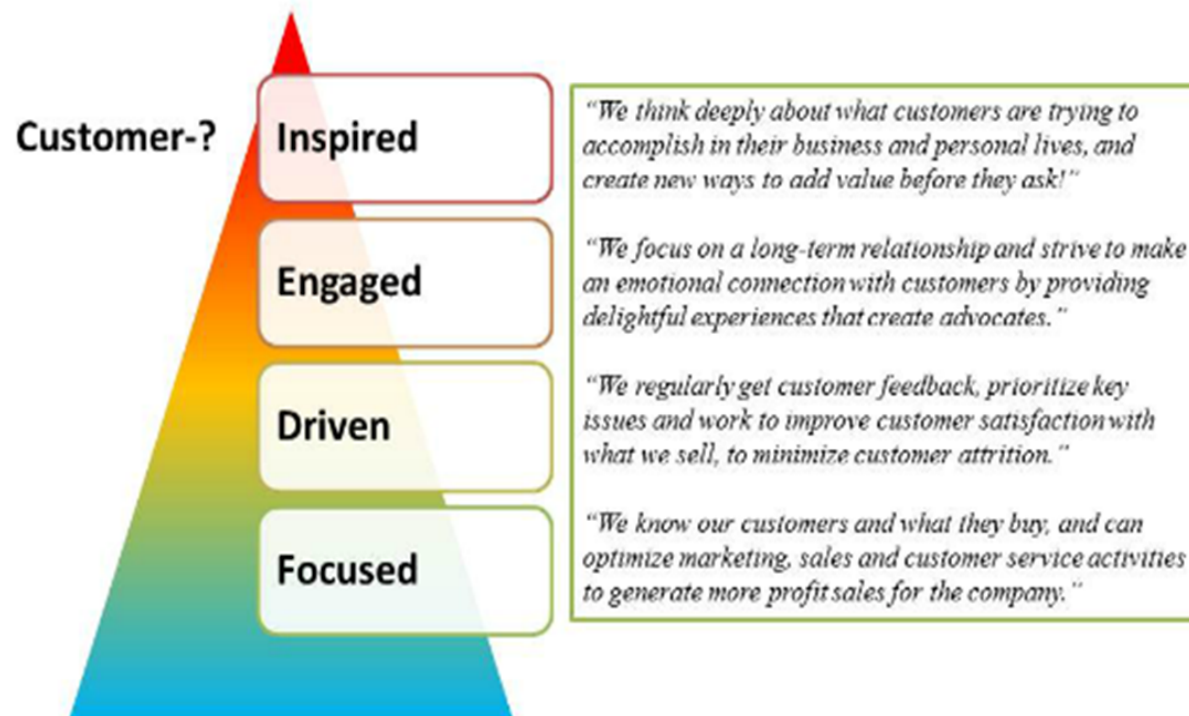 Customer-?
Inspired
“We think deeply about what customers are trying to
accomplish in their business and personal lives, and
create new ways to add value before they ask!”
Engaged
“We focus on a long-term relationship and strive to make
an emotional connection with customers by providing
delightful experiences that create advocates.”
Driven
“We regularly get customer feedback, prioritize key
issues and work to improve customer satisfaction with
what we sell, to minimize customer attrition.”
Focused
“We know our customers and what they buy, and can
optimize marketing, sales and customer service activities
to generate more profit sales for the company.”